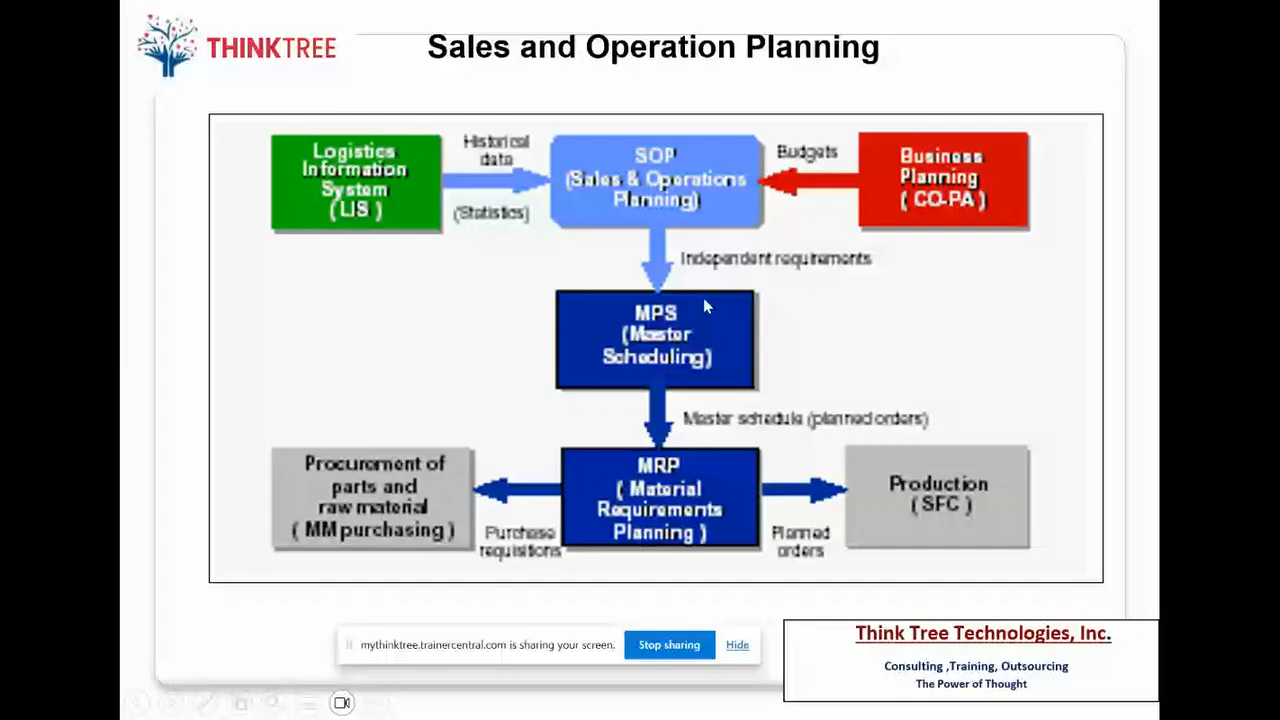 THINKTREE
Sales and Operation Planning
Logistics
Information
System
(LIS )
Historical
data
(Statistics)
SOP
(Sales & Operations
Planning)
Budgets
Business
Planning
( CO-PA )
Independent requirements
MPS
(Master
Scheduling)
Master schedule (planned orders)
Procurement of
parts and
raw material
( MM purchasing )
Purchase
requisitions
MRP
( Material
Requirements
Planning )
Planned
orders
Production
( SFC )
mythinktree.trainercentral.com is sharing your screen.
Stop sharing
Hide
Think Tree Technologies, Inc.
Consulting ,Training, Outsourcing
The Power of Thought